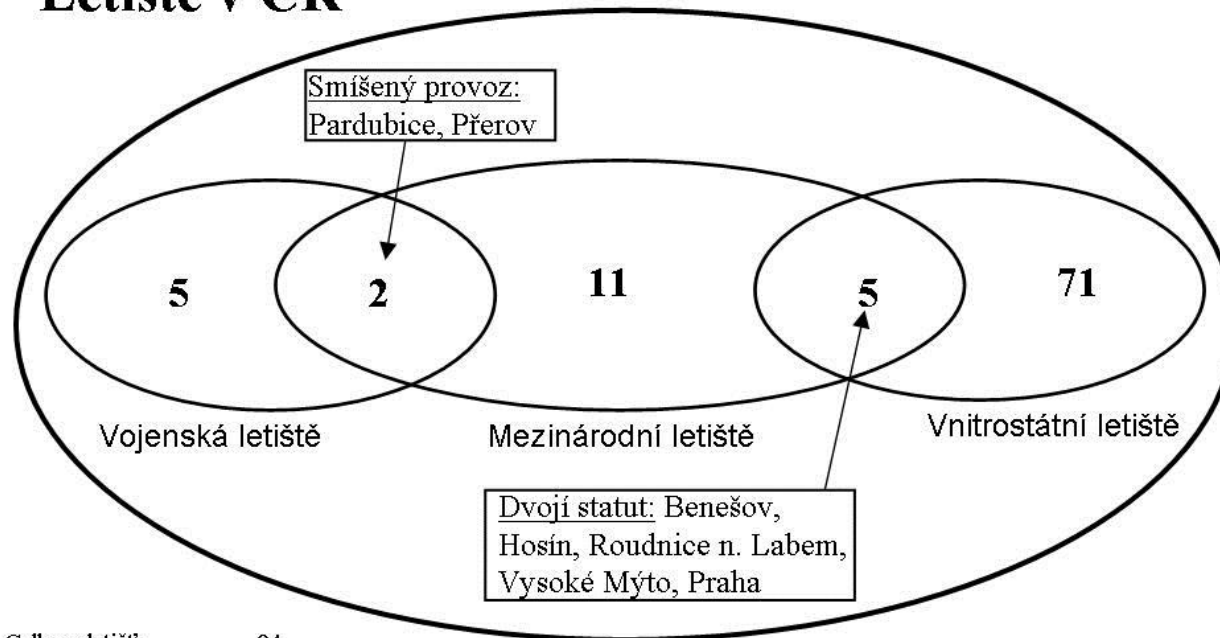 Letiště v ČR
Smíšený provoz:
Pardubice, Přerov
5
2
11
5
71
Vojenská letiště
Mezinárodní letiště
Vnitrostátní letiště
Dvojí statut: Benešov,
Hosín, Roudnice n. Labem,
Vysoké Mýto, Praha